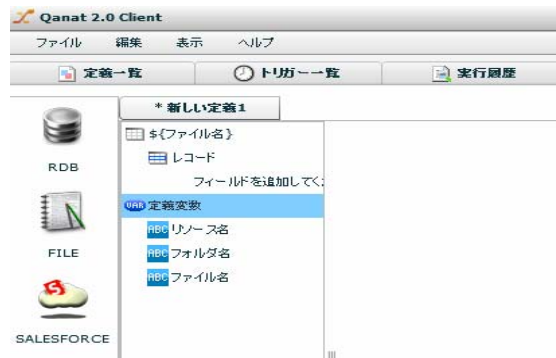 Qanat 2.0 Client
ファイル 編集 表示 ヘルプ
定義一覧 トリガー一覧 実行履歴
* 新しい定義1
RDB
FILE
SALESFORCE
${ファイル名}
レコード
フィールドを追加してく
VAR 定義変数
ABC リソース名
ABC フォルダ名
ABC ファイル名